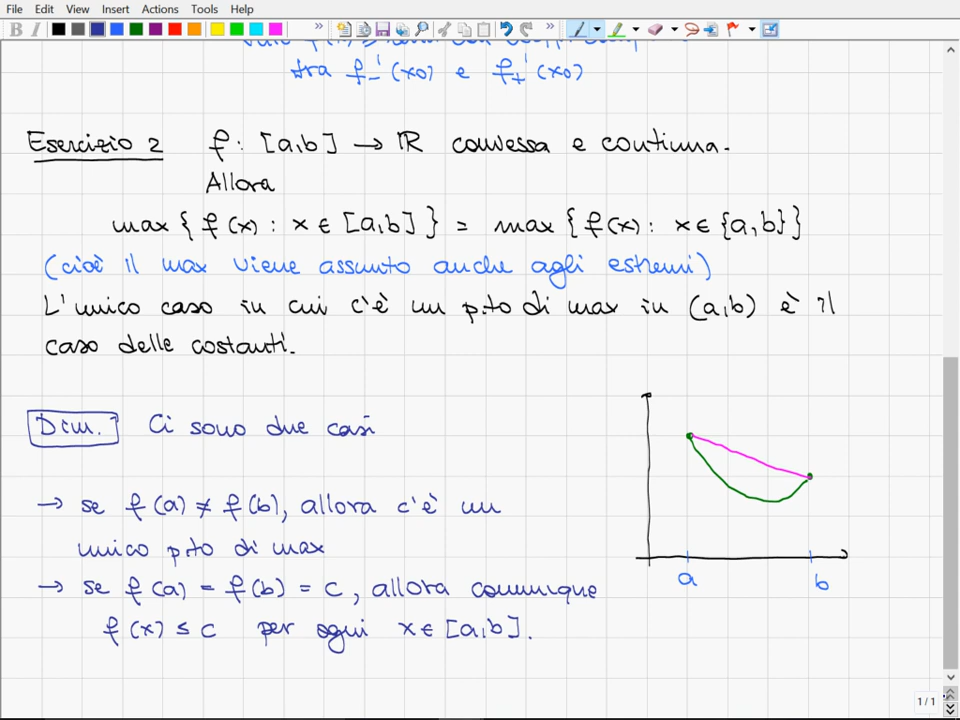 File Edit View Insert Actions Tools Help
B I
tra f-'(x0) e f+'(x0)
Esercizio 2 f: [a,b] → ℝ convessa e continua.
Allora
max { f(x) : x ∈ [a,b] } = max { f(x) : x ∈ {a,b} }
(cioè il max viene assunto anche agli estremi)
L'unico caso in cui c'è un p.to di max in (a,b) è il
caso delle costanti.
Dim. Ci sono due casi
→ se f(a) ≠ f(b), allora c'è un
unico p.to di max
a b
→ se f(a) = f(b) = c, allora comunque
f(x) ≤ c per ogni x ∈ [a,b].
1 / 1